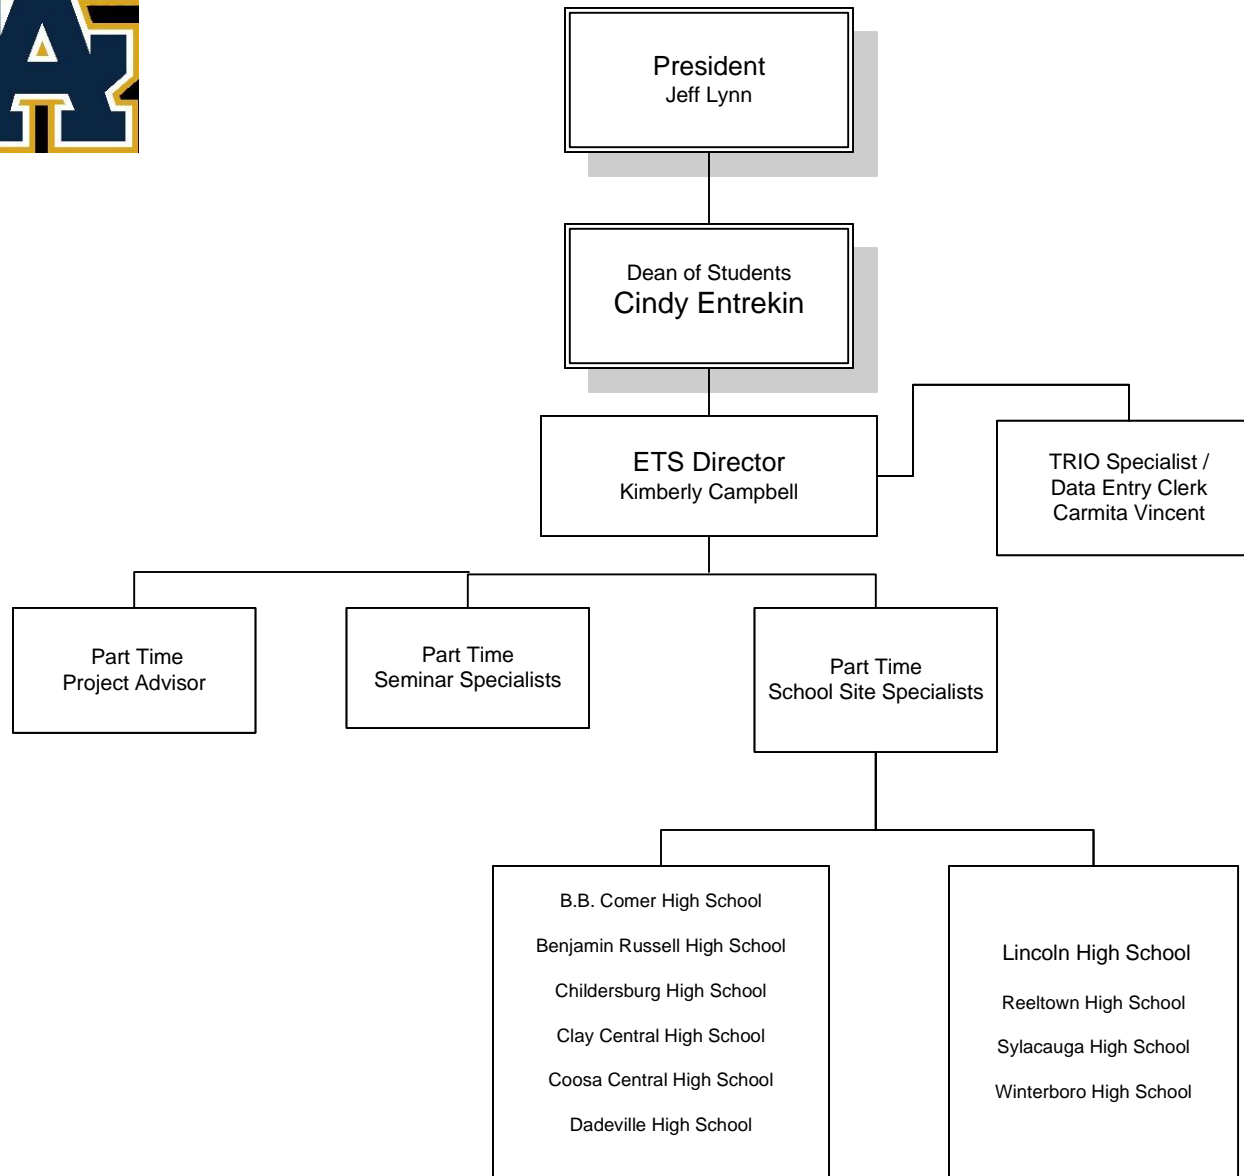 President
Jeff Lynn
Dean of Students
Cindy Entrekin
ETS Director
Kimberly Campbell
TRIO Specialist /
Data Entry Clerk
Carmita Vincent
Part Time
Project Advisor
Part Time
Seminar Specialists
Part Time
School Site Specialists
B.B. Comer High School
Benjamin Russell High School
Childersburg High School
Clay Central High School
Coosa Central High School
Dadeville High School
Lincoln High School
Reeltown High School
Sylacauga High School
Winterboro High School